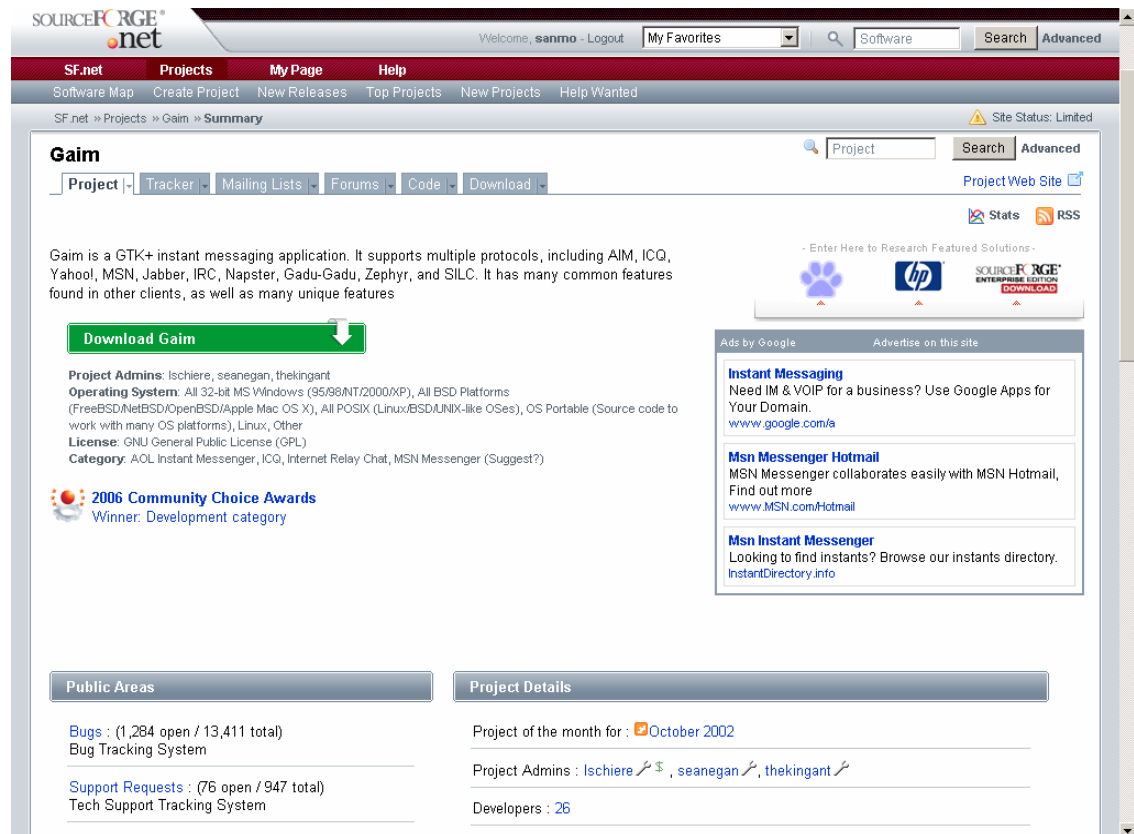 SOURCEFORGE®
.net
Welcome, sanmo - Logout My Favorites Software Search Advanced
SF.net Projects My Page Help
Software Map Create Project New Releases Top Projects New Projects Help Wanted
SF.net » Projects » Gaim » Summary Site Status: Limited
Gaim Project Search Advanced
Project Tracker Mailing Lists Forums Code Download Project Web Site
Stats RSS
Gaim is a GTK+ instant messaging application. It supports multiple protocols, including AIM, ICQ,
Yahoo!, MSN, Jabber, IRC, Napster, Gadu-Gadu, Zephyr, and SILC. It has many common features
found in other clients, as well as many unique features
- Enter Here to Research Featured Solutions -
hp
SOURCEFORGE®
ENTERPRISE EDITION
DOWNLOAD
Download Gaim
Project Admins: lschiere, seanegan, thekingant
Operating System: All 32-bit MS Windows (95/98/NT/2000/XP), All BSD Platforms
(FreeBSD/NetBSD/OpenBSD/Apple Mac OS X), All POSIX (Linux/BSD/UNIX-like OSes), OS Portable (Source code to
work with many OS platforms), Linux, Other
License: GNU General Public License (GPL)
Category: AOL Instant Messenger, ICQ, Internet Relay Chat, MSN Messenger (Suggest?)
2006 Community Choice Awards
Winner: Development category
Ads by Google Advertise on this site
Instant Messaging
Need IM & VOIP for a business? Use Google Apps for
Your Domain.
www.google.com/a
Msn Messenger Hotmail
MSN Messenger collaborates easily with MSN Hotmail,
Find out more
www.MSN.com/Hotmail
Msn Instant Messenger
Looking to find instants? Browse our instants directory.
InstantDirectory.info
Public Areas
Bugs : (1,284 open / 13,411 total)
Bug Tracking System
Support Requests : (76 open / 947 total)
Tech Support Tracking System
Project Details
Project of the month for : October 2002
Project Admins : lschiere $ , seanegan , thekingant
Developers : 26